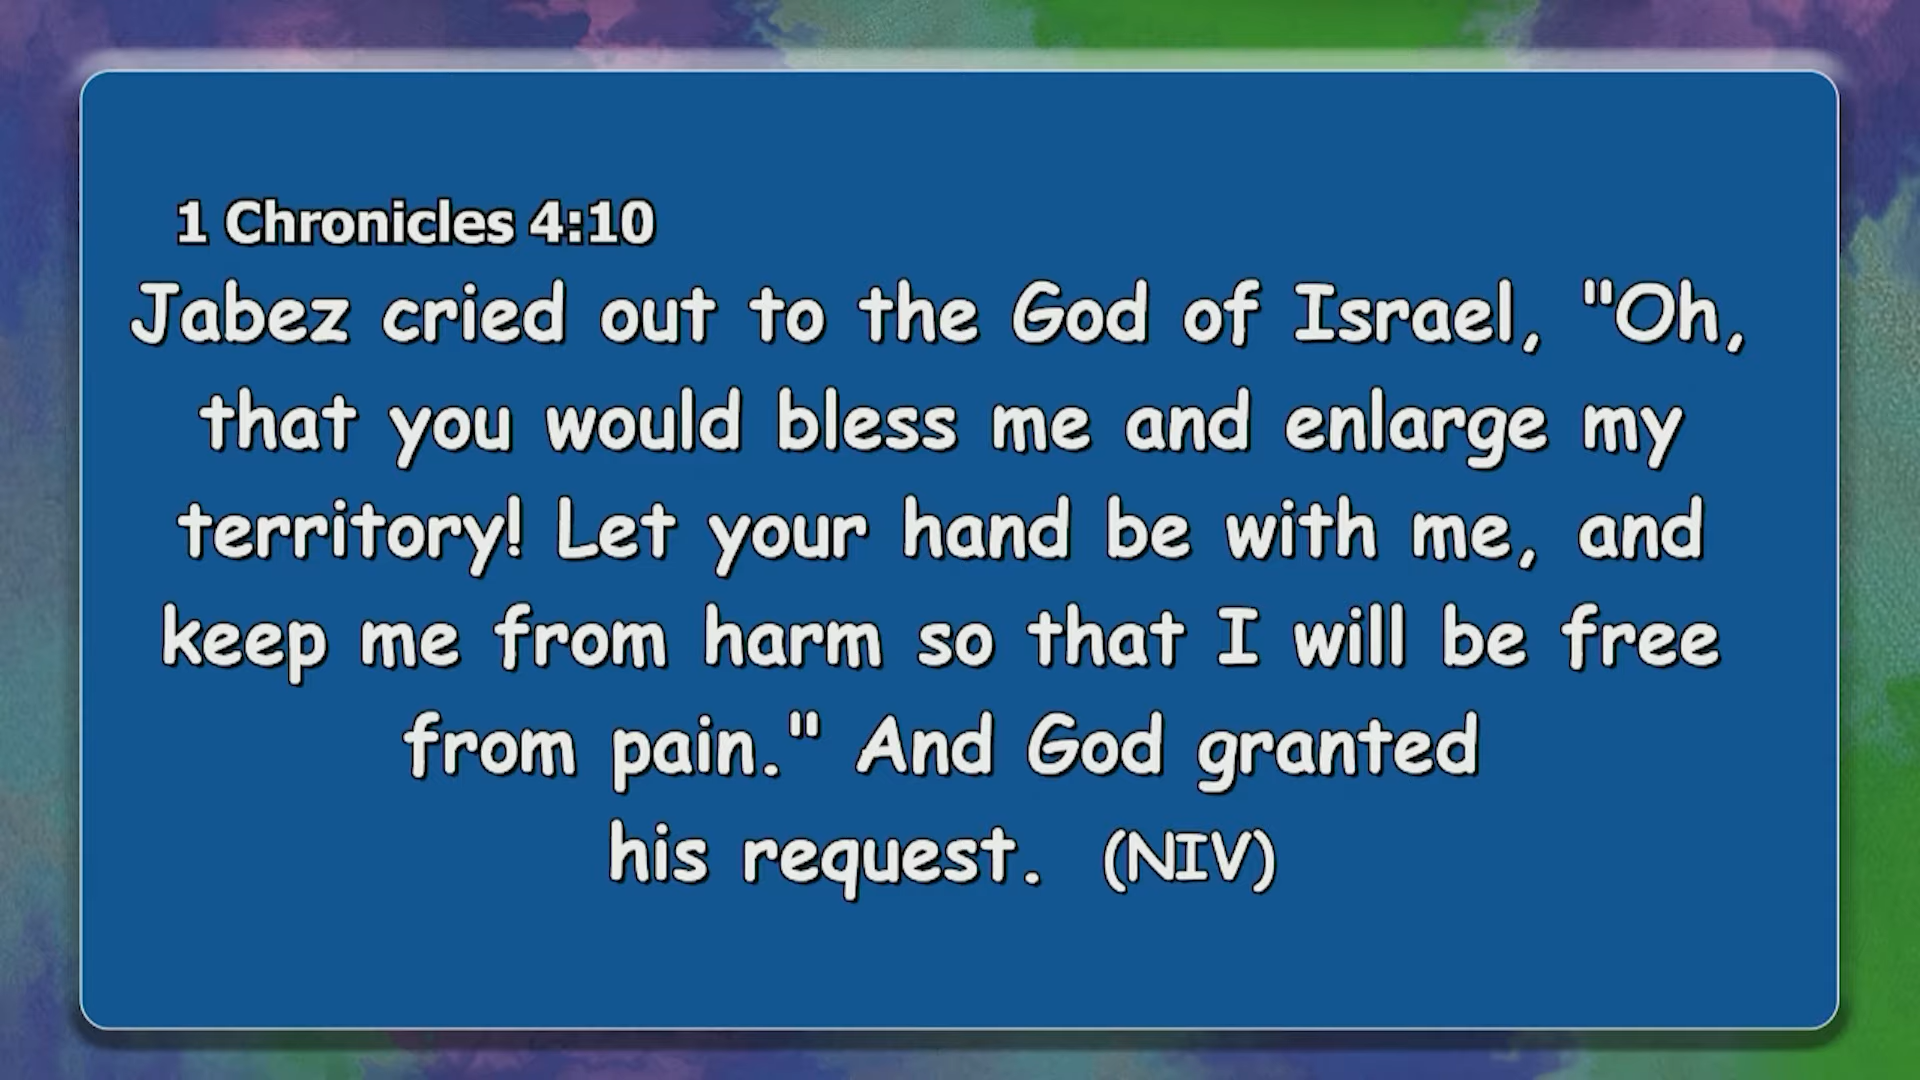 1 Chronicles 4:10
Jabez cried out to the God of Israel, "Oh,
that you would bless me and enlarge my
territory! Let your hand be with me, and
keep me from harm so that I will be free
from pain." And God granted
his request. (NIV)